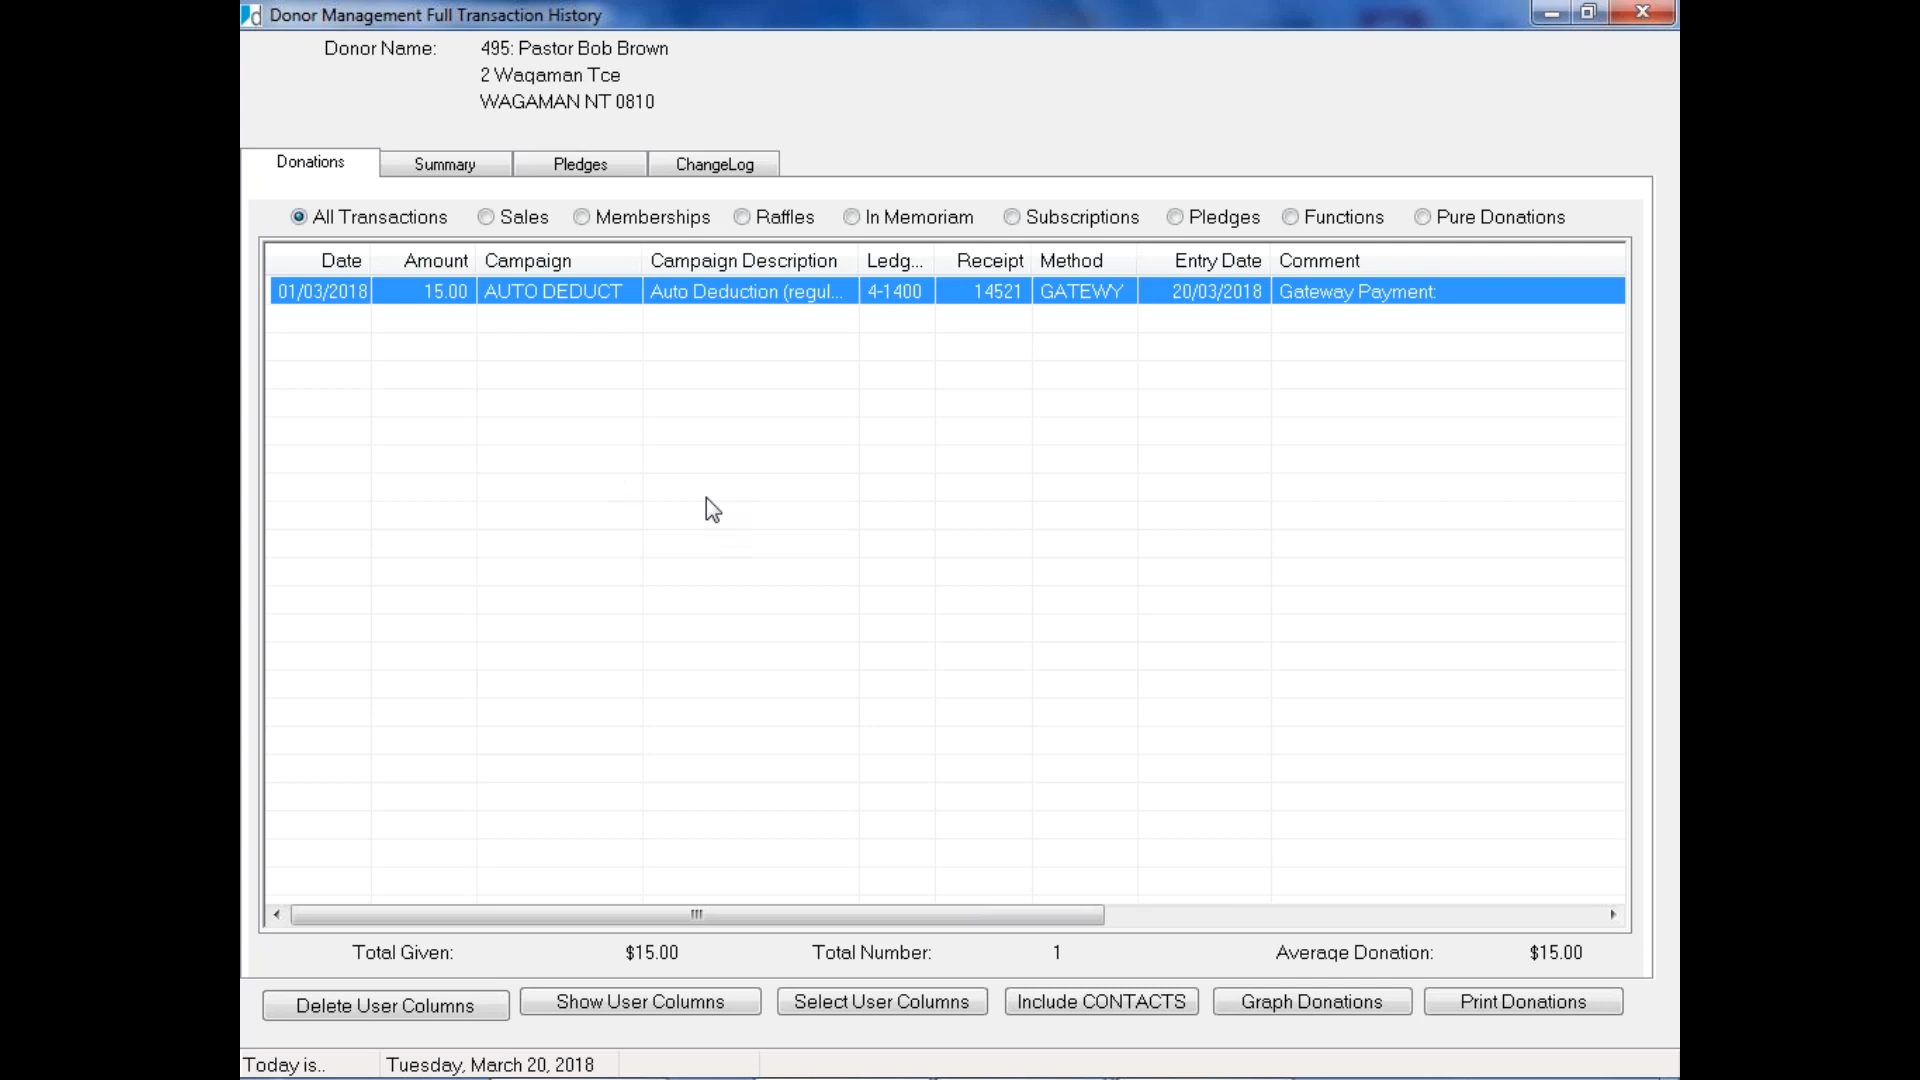 Donor Management Full Transaction History
Donor Name: 495: Pastor Bob Brown
2 Wagaman Tce
WAGAMAN NT 0810
Donations Summary Pledges ChangeLog
All Transactions Sales Memberships Raffles In Memoriam Subscriptions Pledges Functions Pure Donations
Date Amount Campaign Campaign Description Ledg... Receipt Method Entry Date Comment
01/03/2018 15.00 AUTO DEDUCT Auto Deduction (regul... 4-1400 14521 GATEWY 20/03/2018 Gateway Payment:
Total Given: $15.00 Total Number: 1 Average Donation: $15.00
Delete User Columns Show User Columns Select User Columns Include CONTACTS Graph Donations Print Donations
Today is.. Tuesday, March 20, 2018